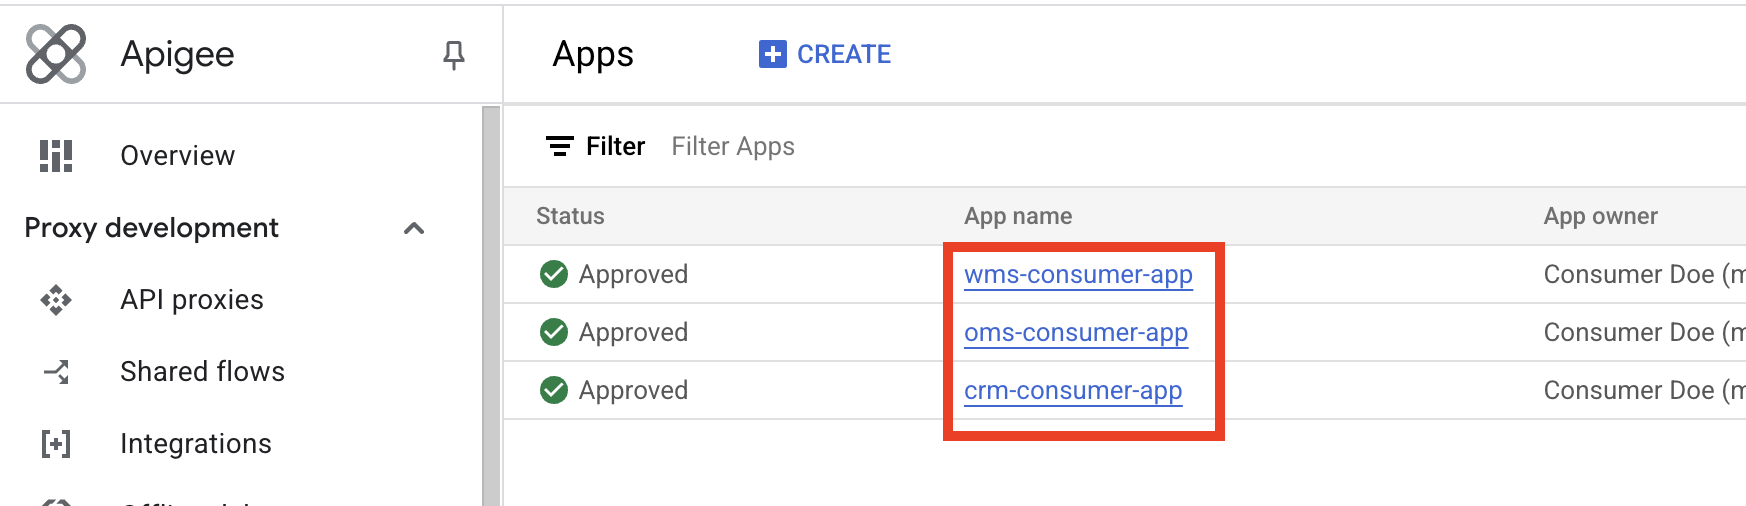 Apigee
Apps
CREATE
Overview
Proxy development
API proxies
Shared flows
Integrations
Filter Filter Apps
Status App name App owner
Approved wms-consumer-app Consumer Doe (m
Approved oms-consumer-app Consumer Doe (m
Approved crm-consumer-app Consumer Doe (m